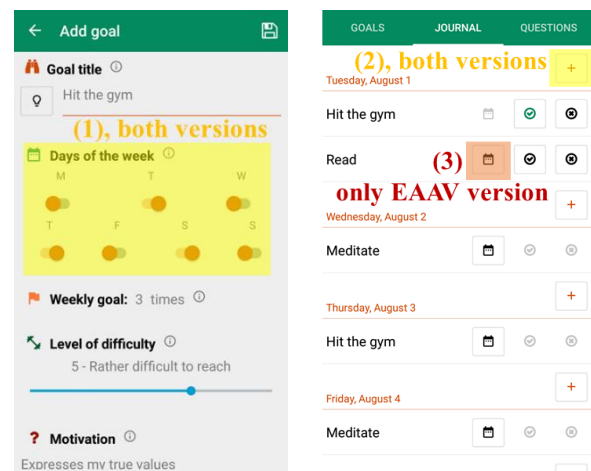 Add goal
Goal title
Hit the gym
(1), both versions
Days of the week
M T W
T F S S
Weekly goal: 3 times
Level of difficulty
5 - Rather difficult to reach
? Motivation
Expresses my true values
GOALS JOURNAL QUESTIONS
(2), both versions
+
Tuesday, August 1
Hit the gym
Read
(3)
only EAAV version
+
Wednesday, August 2
Meditate
+
Thursday, August 3
Hit the gym
+
Friday, August 4
Meditate